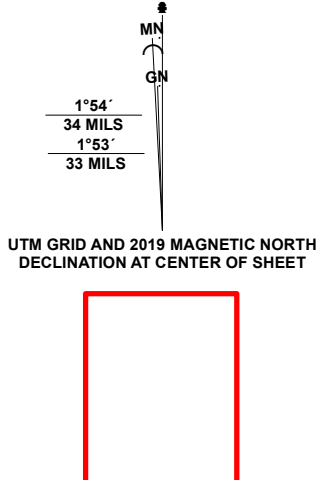 MN
GN
1°54´
34 MILS
1°53´
33 MILS
UTM GRID AND 2019 MAGNETIC NORTH
DECLINATION AT CENTER OF SHEET